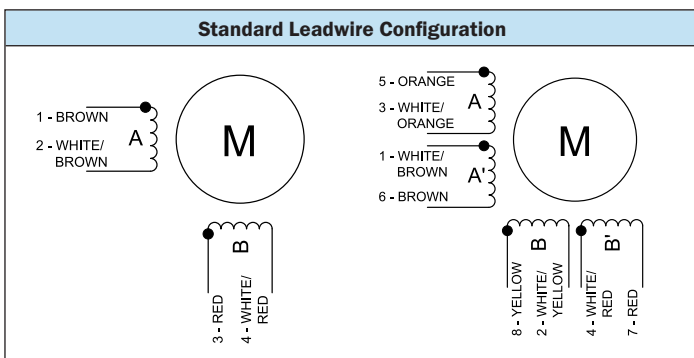 Standard Leadwire Configuration
1 - BROWN
2 - WHITE/
BROWN
A
M
B
3 - RED
4 - WHITE/
RED
5 - ORANGE
3 - WHITE/
ORANGE
A
1 - WHITE/
BROWN
6 - BROWN
A'
M
B
B'
8 - YELLOW
2 - WHITE/
YELLOW
4 - WHITE/
RED
7 - RED